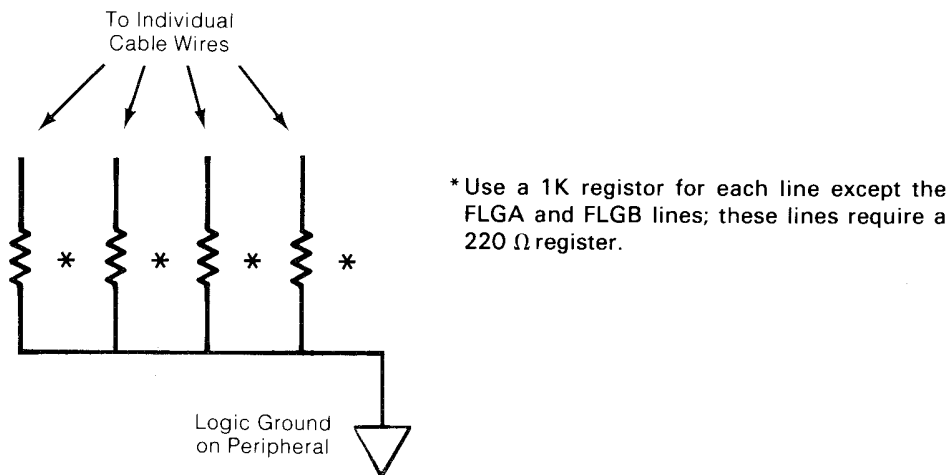 To Individual
Cable Wires
* Use a 1K registor for each line except the
FLGA and FLGB lines; these lines require a
220 Ω register.
* * * *
Logic Ground
on Peripheral